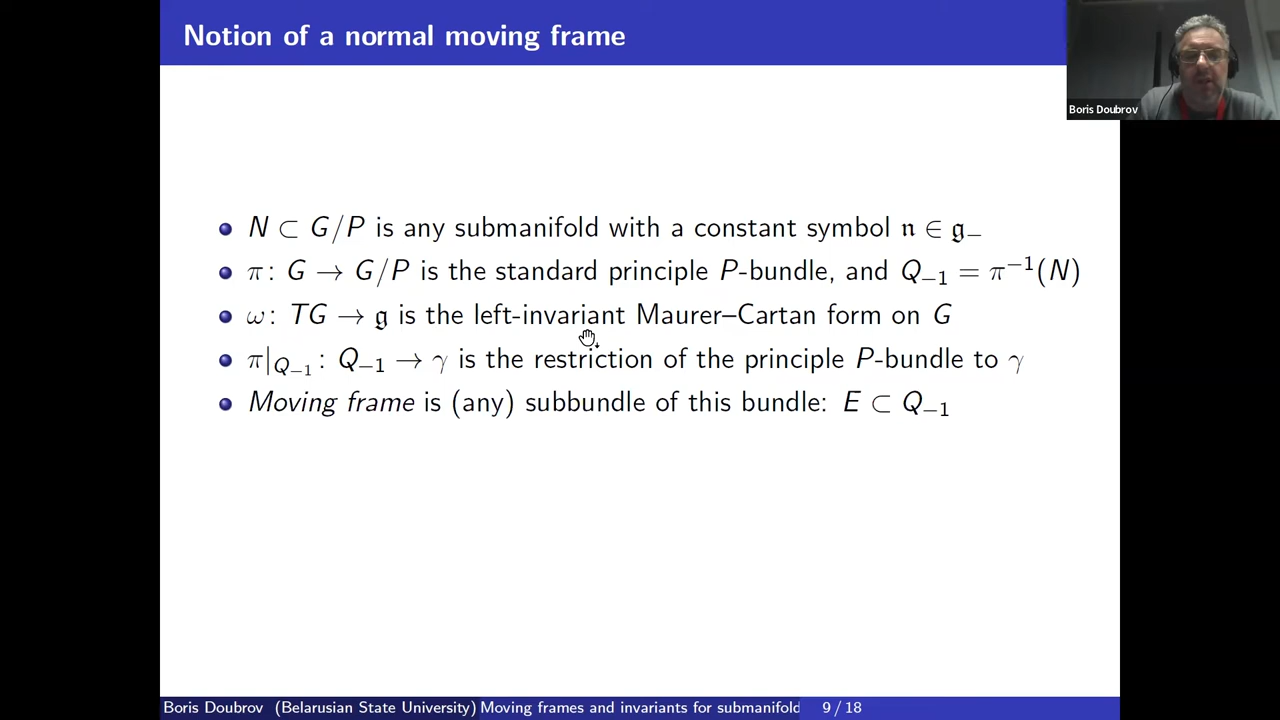 Notion of a normal moving frame
Boris Doubrov
N ⊂ G/P is any submanifold with a constant symbol 𝔫 ∈ 𝔤₋
π: G → G/P is the standard principle P-bundle, and Q₋₁ = π⁻¹(N)
ω: TG → 𝔤 is the left-invariant Maurer–Cartan form on G
π|Q₋₁: Q₋₁ → γ is the restriction of the principle P-bundle to γ
Moving frame is (any) subbundle of this bundle: E ⊂ Q₋₁
Boris Doubrov (Belarusian State University) Moving frames and invariants for submanifold 9 / 18